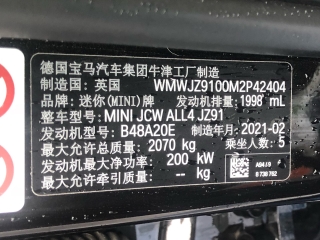 德国宝马汽车集团牛津工厂制造
制造国：英国 WMWJZ9100M2P42404
品牌：迷你(MINI)牌 发动机排量：1998 mL
整车型号：MINI JCW ALL4 JZ91
发动机型号：B48A20E 制造年月：2021-02
最大允许总质量：2070 kg 乘坐人数：5
发动机最大净功率：200 kW
最大允许牵引质量：- kg
A94J9
8 736 762